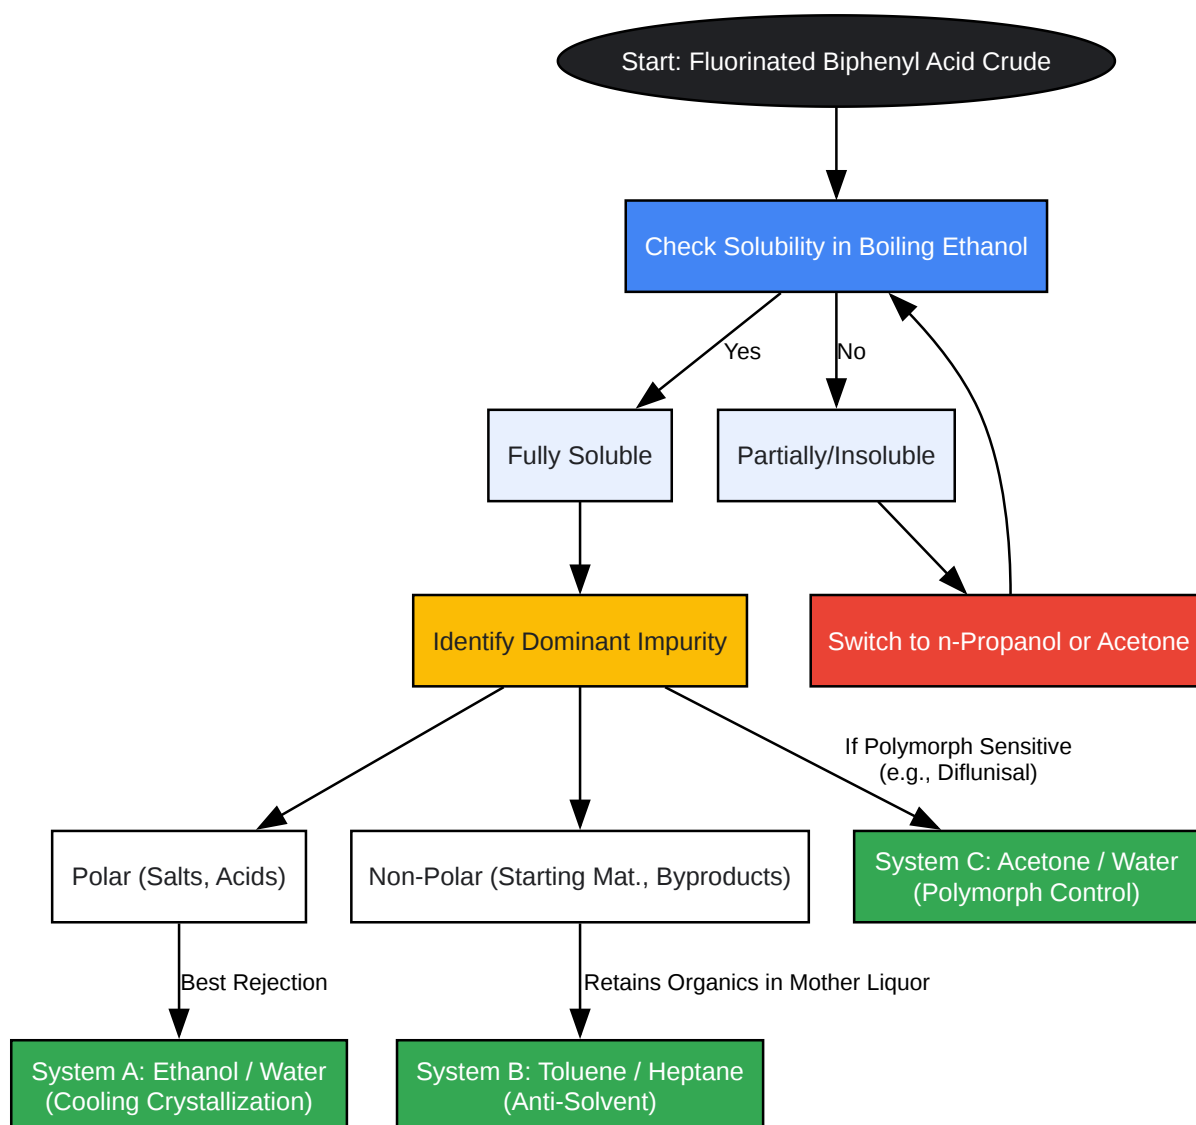 Start: Fluorinated Biphenyl Acid Crude
Check Solubility in Boiling Ethanol
Yes
No
Fully Soluble
Partially/Insoluble
Identify Dominant Impurity
Switch to n-Propanol or Acetone
If Polymorph Sensitive
(e.g., Diflunisal)
Polar (Salts, Acids)
Non-Polar (Starting Mat., Byproducts)
System C: Acetone / Water
(Polymorph Control)
Best Rejection
Retains Organics in Mother Liquor
System A: Ethanol / Water
(Cooling Crystallization)
System B: Toluene / Heptane
(Anti-Solvent)